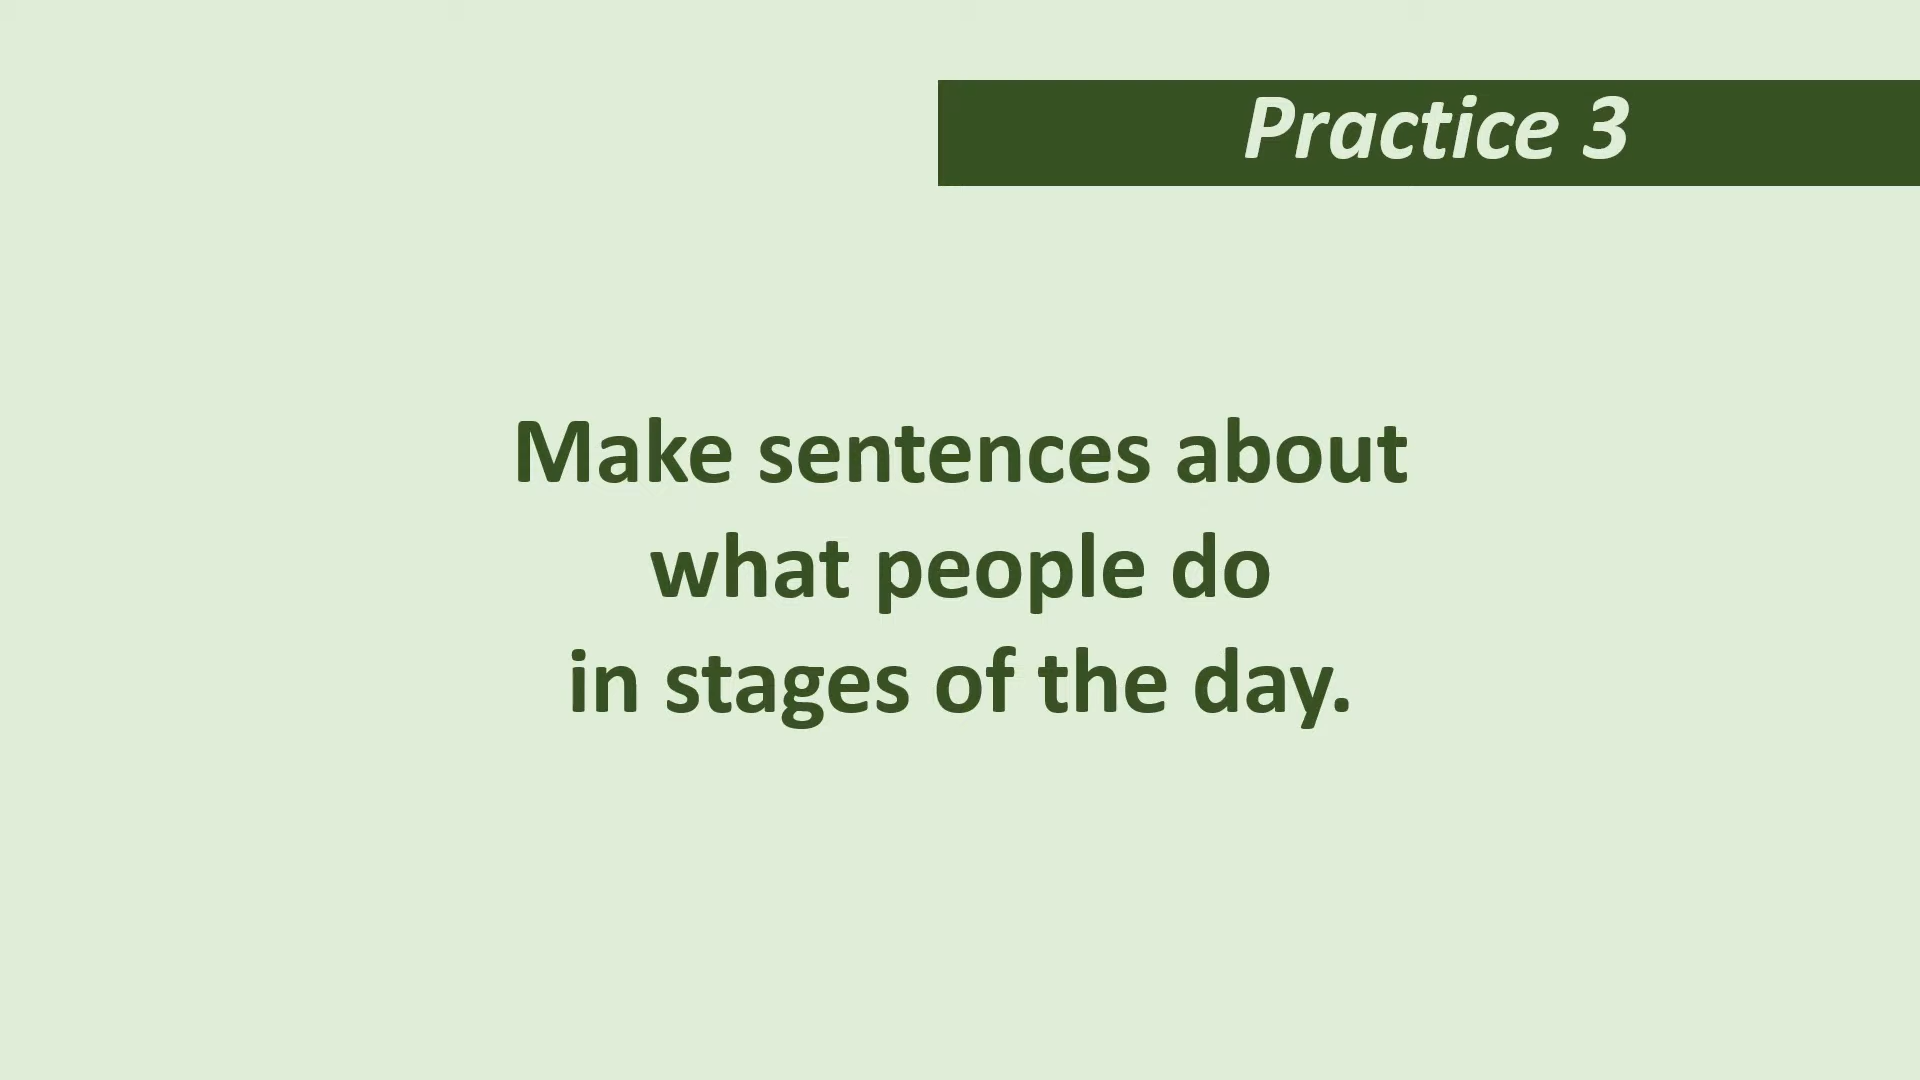 Practice 3
Make sentences about
what people do
in stages of the day.